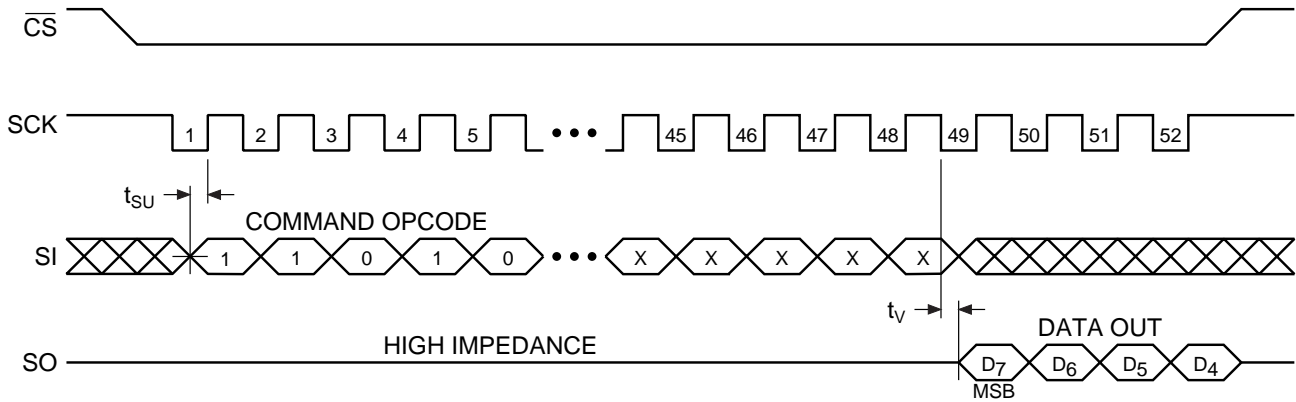 CS
SCK 1 2 3 4 5 ••• 45 46 47 48 49 50 51 52
tSU
COMMAND OPCODE
SI 1 1 0 1 0 ••• X X X X X
tV
HIGH IMPEDANCE DATA OUT
SO D7 D6 D5 D4
MSB